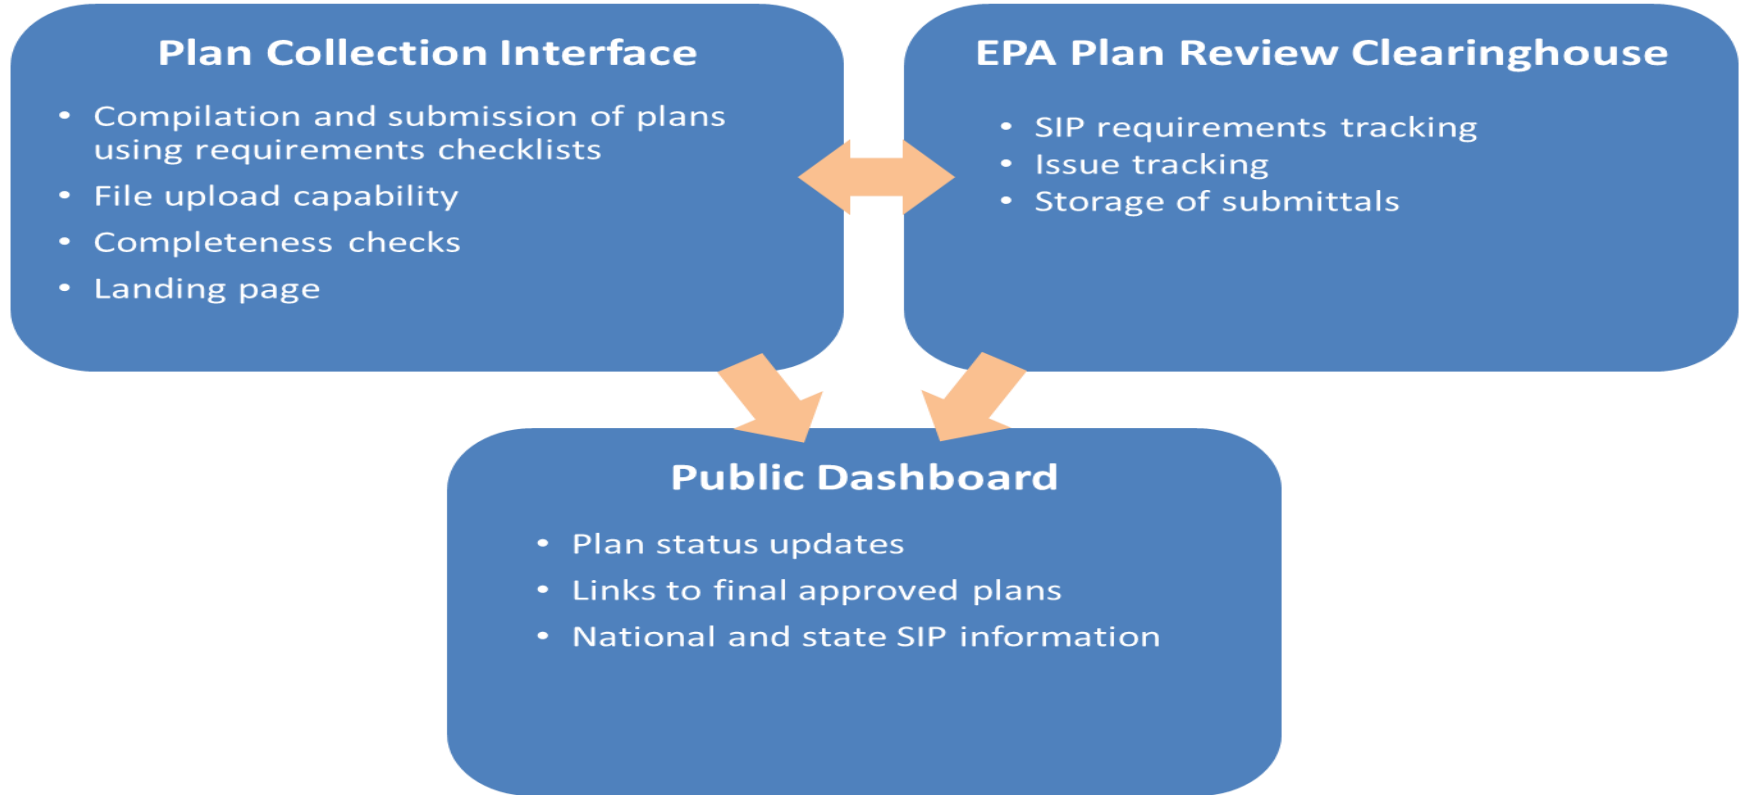 Plan Collection Interface
• Compilation and submission of plans
using requirements checklists
• File upload capability
• Completeness checks
• Landing page
EPA Plan Review Clearinghouse
• SIP requirements tracking
• Issue tracking
• Storage of submittals
Public Dashboard
• Plan status updates
• Links to final approved plans
• National and state SIP information